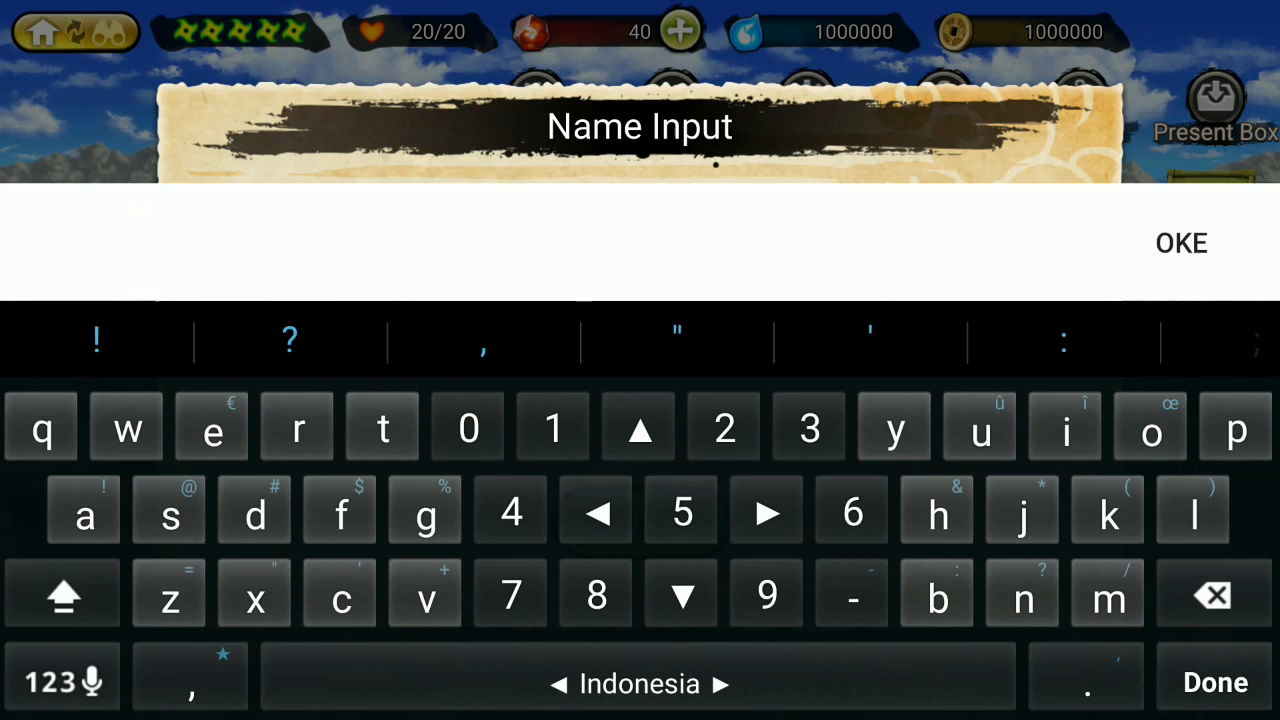 20/20 40 1000000 1000000
Name Input
Present Box
OKE
! ? , " ' : ;
q w e € r t 0 1 ▲ 2 3 y u û i î o œ p
a ! s @ d # f $ g % 4 ◄ 5 ► 6 h & j * k ( l )
z = x " c ' v + 7 8 ▼ 9 - - b : n ? m /
123 , ★ ◄ Indonesia ► . ' Done